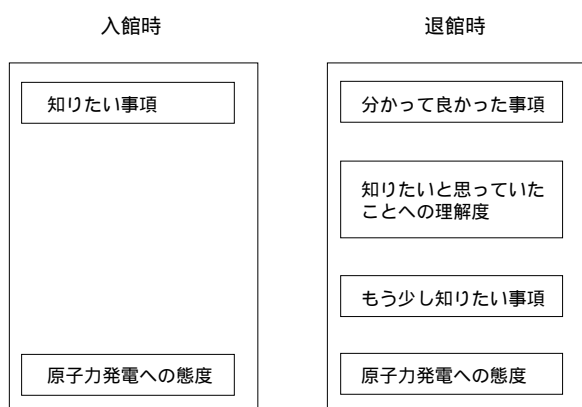 入館時
知りたい事項
原子力発電への態度
退館時
分かって良かった事項
知りたいと思っていた
ことへの理解度
もう少し知りたい事項
原子力発電への態度